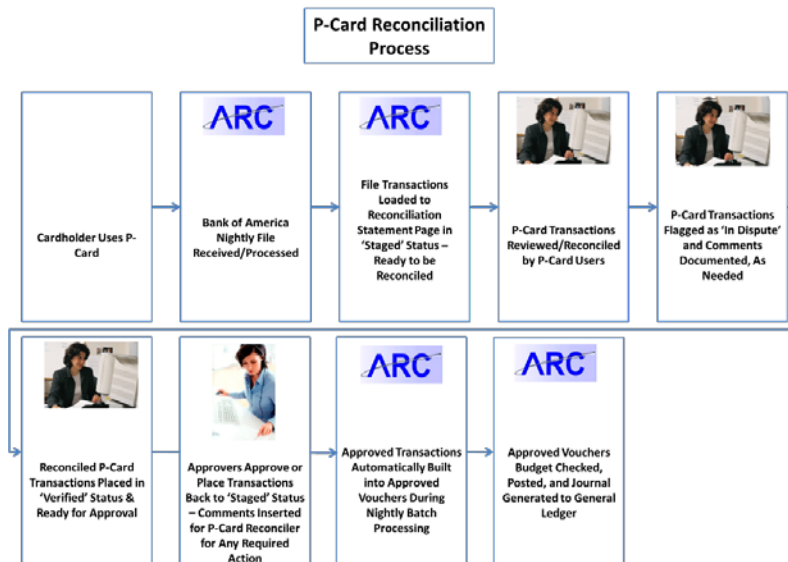 P-Card Reconciliation
Process
Cardholder Uses P-
Card
ARC
Bank of America
Nightly File
Received/Processed
ARC
File Transactions
Loaded to
Reconciliation
Statement Page in
'Staged' Status –
Ready to be
Reconciled
P-Card Transactions
Reviewed/Reconciled
by P-Card Users
P-Card Transactions
Flagged as 'In Dispute'
and Comments
Documented, As
Needed
Reconciled P-Card
Transactions Placed in
'Verified' Status &
Ready for Approval
Approvers Approve or
Place Transactions
Back to 'Staged' Status
– Comments Inserted
for P-Card Reconciler
for Any Required
Action
ARC
Approved Transactions
Automatically Built
into Approved
Vouchers During
Nightly Batch
Processing
ARC
Approved Vouchers
Budget Checked,
Posted, and Journal
Generated to General
Ledger